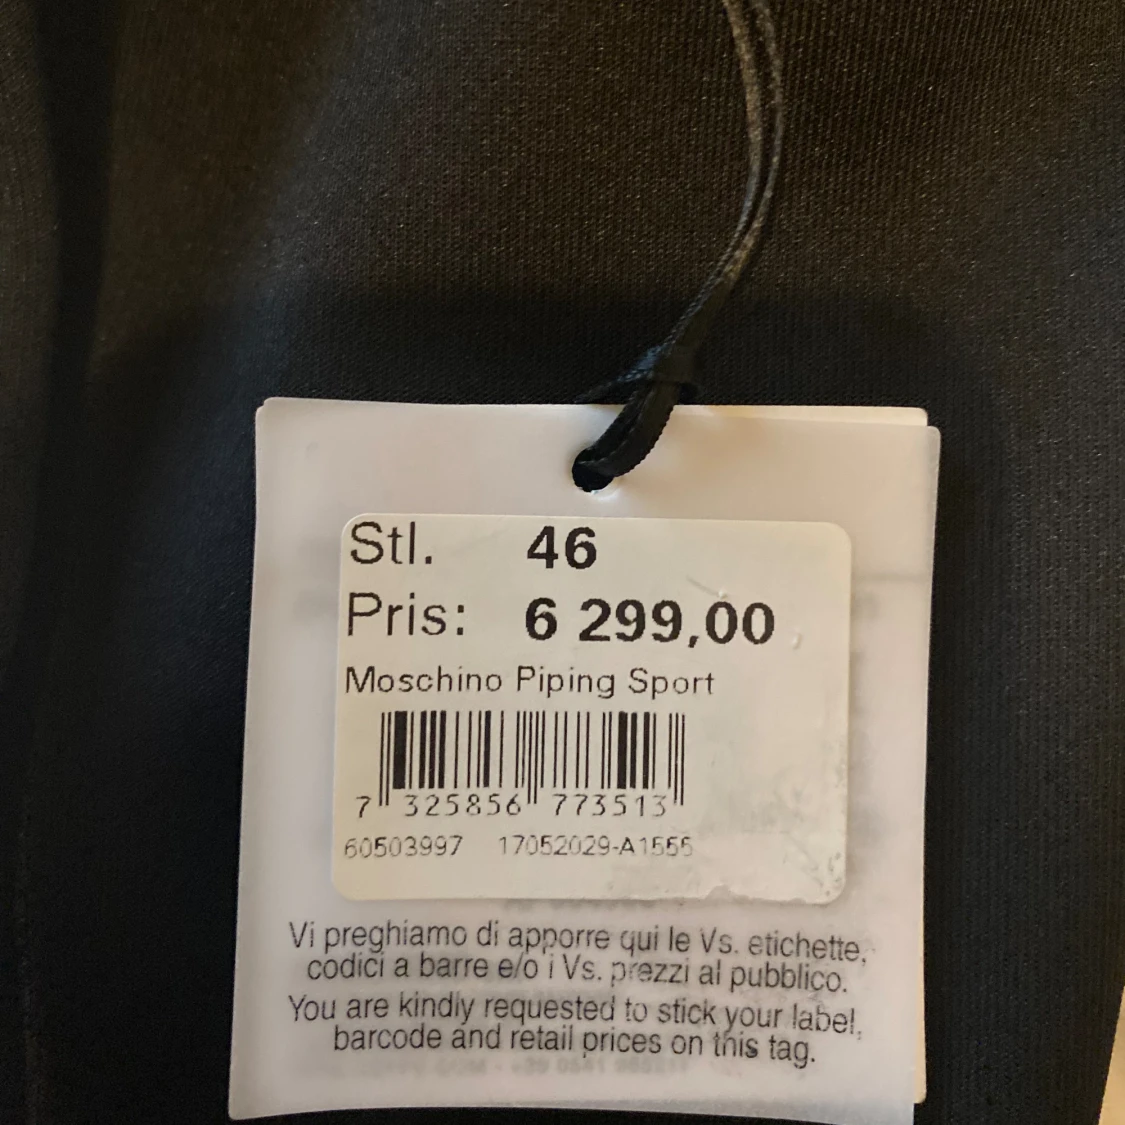 Stl. 46
Pris: 6 299,00
Moschino Piping Sport
7 325856 773513
60503997 17052029-A1555
Vi preghiamo di apporre qui le Vs. etichette,
codici a barre e/o i Vs. prezzi al pubblico.
You are kindly requested to stick your label,
barcode and retail prices on this tag.